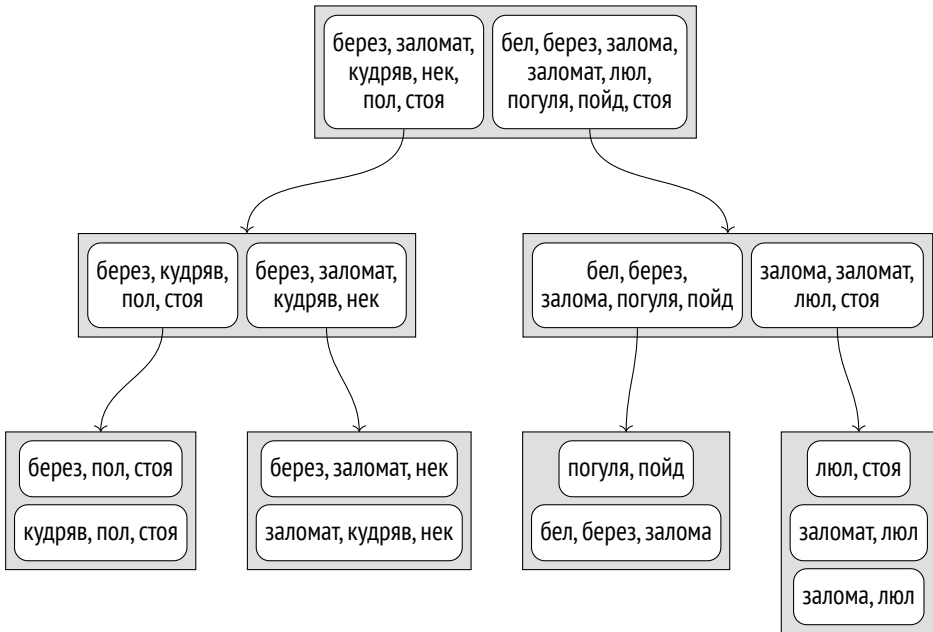 берез, заломат,
кудряв, нек,
пол, стоя
бел, берез, залома,
заломат, люл,
погуля, пойд, стоя
берез, кудряв,
пол, стоя
берез, заломат,
кудряв, нек
бел, берез,
залома, погуля, пойд
залома, заломат,
люл, стоя
берез, пол, стоя
кудряв, пол, стоя
берез, заломат, нек
заломат, кудряв, нек
погуля, пойд
бел, берез, залома
люл, стоя
заломат, люл
залома, люл